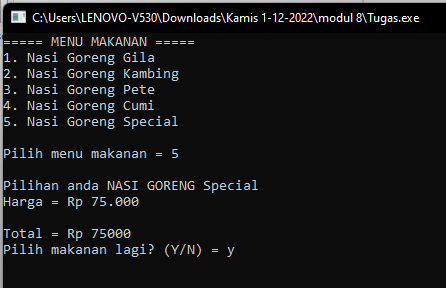 C:\Users\LENOVO-V530\Downloads\Kamis 1-12-2022\modul 8\Tugas.exe
===== MENU MAKANAN =====
1. Nasi Goreng Gila
2. Nasi Goreng Kambing
3. Nasi Goreng Pete
4. Nasi Goreng Cumi
5. Nasi Goreng Special
Pilih menu makanan = 5
Pilihan anda NASI GORENG Special
Harga = Rp 75.000
Total = Rp 75000
Pilih makanan lagi? (Y/N) = y